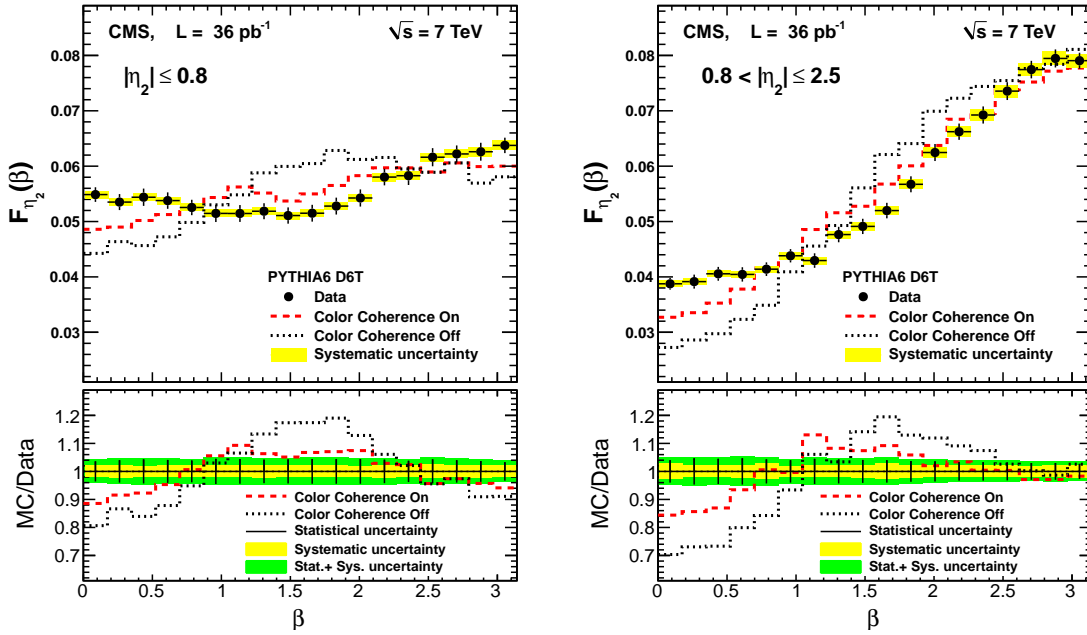 CMS, L = 36 pb⁻¹ √s = 7 TeV
|η₂| ≤ 0.8
0.08
0.07
0.06
0.05
0.04
0.03
F_η₂(β)
PYTHIA6 D6T
Data
Color Coherence On
Color Coherence Off
Systematic uncertainty
1.2
1.1
1
0.9
0.8
0.7
MC/Data
Color Coherence On
Color Coherence Off
Statistical uncertainty
Systematic uncertainty
Stat.+ Sys. uncertainty
0 0.5 1 1.5 2 2.5 3
β
CMS, L = 36 pb⁻¹ √s = 7 TeV
0.8 < |η₂| ≤ 2.5
0.08
0.07
0.06
0.05
0.04
0.03
F_η₂(β)
PYTHIA6 D6T
Data
Color Coherence On
Color Coherence Off
Systematic uncertainty
1.2
1.1
1
0.9
0.8
0.7
MC/Data
Color Coherence On
Color Coherence Off
Statistical uncertainty
Systematic uncertainty
Stat.+ Sys. uncertainty
0 0.5 1 1.5 2 2.5 3
β